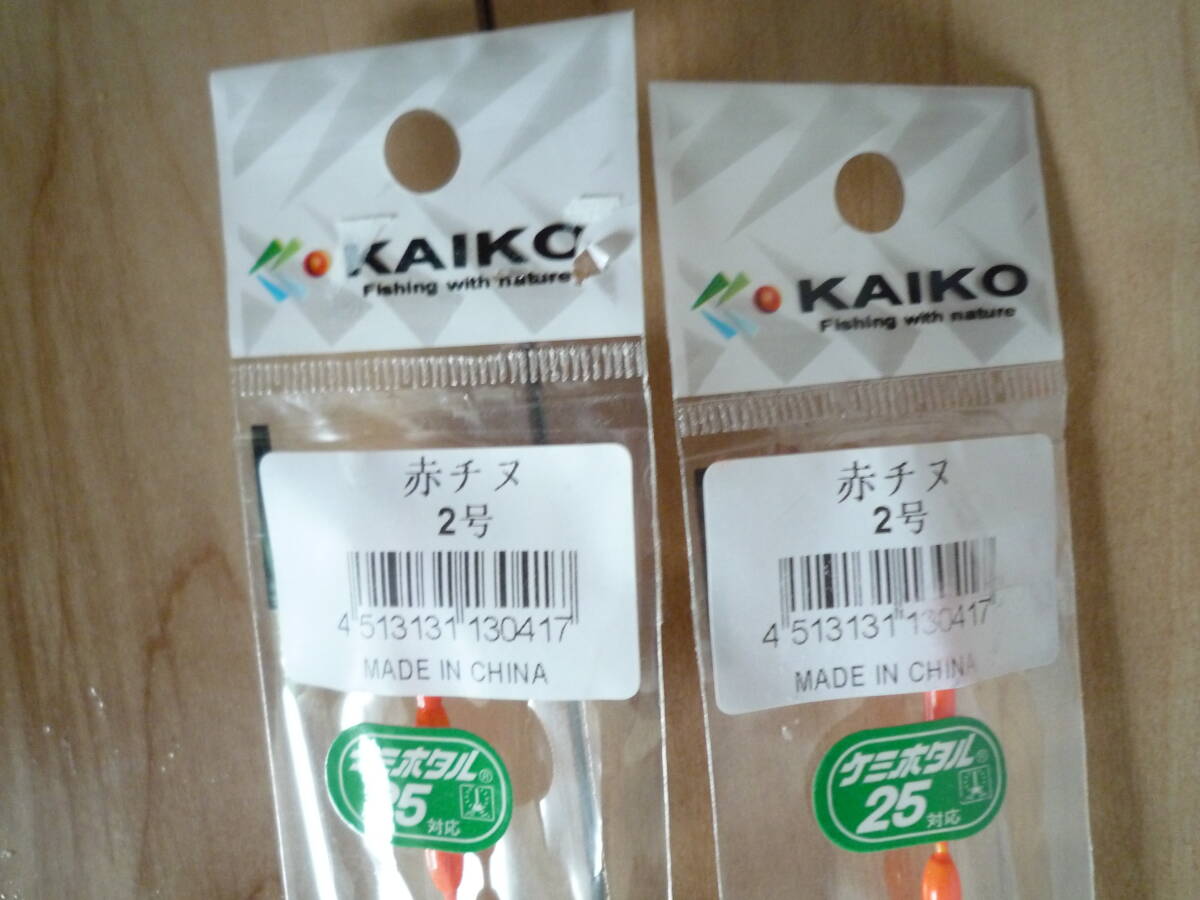 KAIKO
Fishing with nature
赤チヌ
2号
4 513131 130417
MADE IN CHINA
ケミホタル®
25 対応
KAIKO
Fishing with nature
赤チヌ
2号
4 513131 130417
MADE IN CHINA
ケミホタル®
25 対応